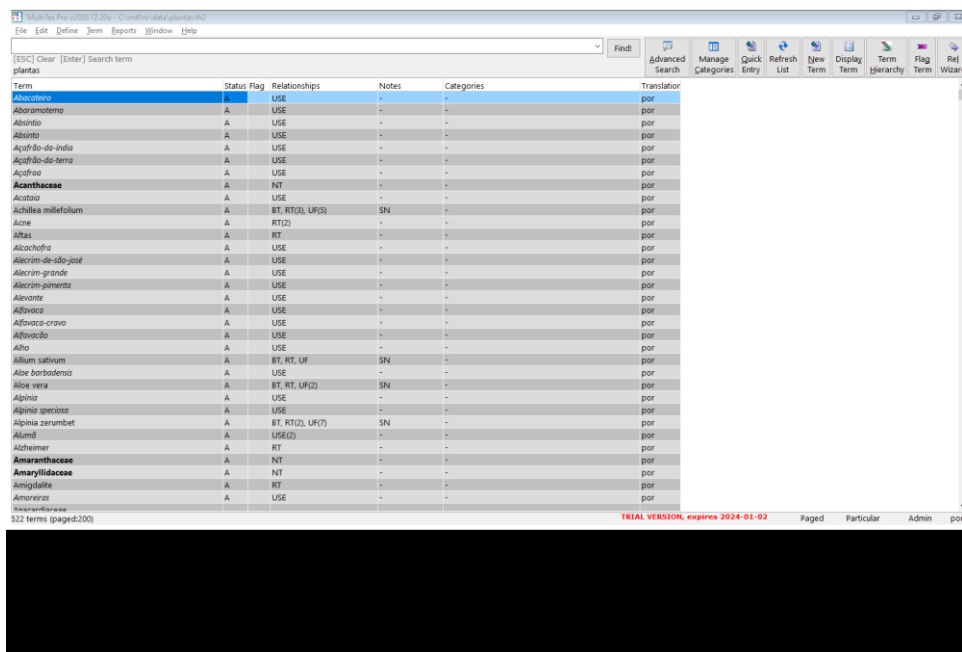 MultiTes Pro v2020.12.20u - C:\mtPro\data\plantas.th2
File Edit Define Term Reports Window Help
Find!
Advanced Search Manage Categories Quick Entry Refresh List New Term Display Term Term Hierarchy Flag Term Rel Wizar
[ESC] Clear [Enter] Search term
plantas
Term Status Flag Relationships Notes Categories Translation
Abacateiro A USE - - por
Abaramotemo A USE - - por
Absíntio A USE - - por
Absinto A USE - - por
Açafrão-da-índia A USE - - por
Açafrão-da-terra A USE - - por
Açafroa A USE - - por
Acanthaceae A NT - - por
Acataia A USE - - por
Achillea millefolium A BT, RT(3), UF(5) SN - por
Acne A RT(2) - - por
Aftas A RT - - por
Alcachofra A USE - - por
Alecrim-de-são-josé A USE - - por
Alecrim-grande A USE - - por
Alecrim-pimenta A USE - - por
Alevante A USE - - por
Alfavaca A USE - - por
Alfavaca-cravo A USE - - por
Alfavacão A USE - - por
Alho A USE - - por
Allium sativum A BT, RT, UF SN - por
Aloe barbadensis A USE - - por
Aloe vera A BT, RT, UF(2) SN - por
Alpínia A USE - - por
Alpinia speciosa A USE - - por
Alpinia zerumbet A BT, RT(2), UF(7) SN - por
Alumã A USE(2) - - por
Alzheimer A RT - - por
Amaranthaceae A NT - - por
Amaryllidaceae A NT - - por
Amigdalite A RT - - por
Amoreiras A USE - - por
Anacardiaceae
522 terms (paged:200) TRIAL VERSION, expires 2024-01-02 Paged Particular Admin por